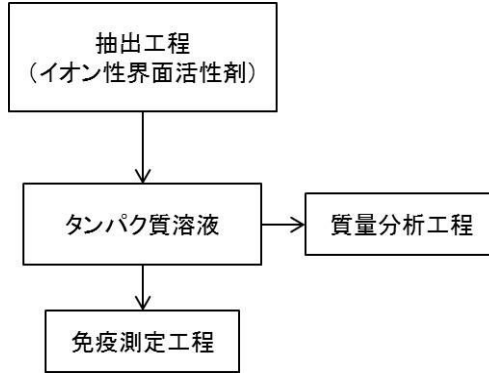 抽出工程
（イオン性界面活性剤）
タンパク質溶液
質量分析工程
免疫測定工程